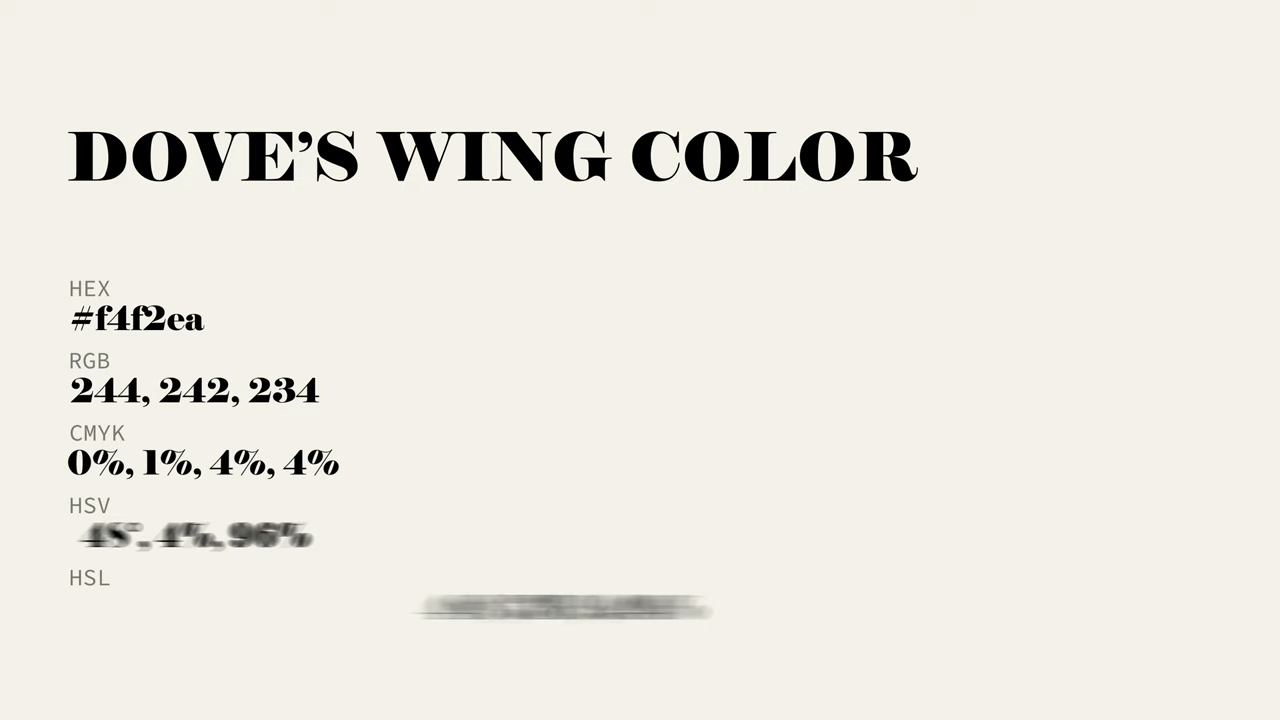 DOVE’S WING COLOR
HEX
#f4f2ea
RGB
244, 242, 234
CMYK
0%, 1%, 4%, 4%
HSV
48°, 4%, 96%
HSL